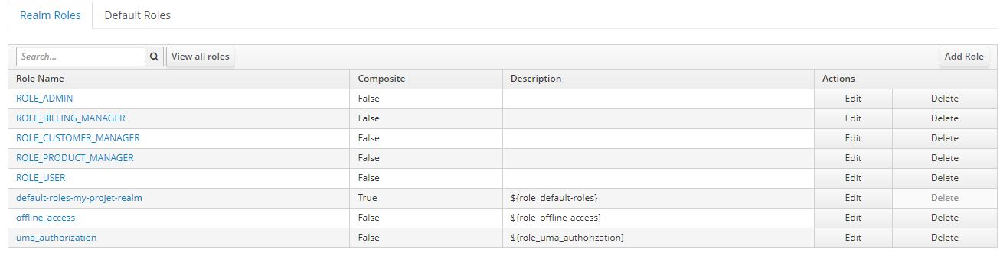 Realm Roles Default Roles
Search... View all roles Add Role
Role Name Composite Description Actions
ROLE_ADMIN False Edit Delete
ROLE_BILLING_MANAGER False Edit Delete
ROLE_CUSTOMER_MANAGER False Edit Delete
ROLE_PRODUCT_MANAGER False Edit Delete
ROLE_USER False Edit Delete
default-roles-my-projet-realm True ${role_default-roles} Edit Delete
offline_access False ${role_offline-access} Edit Delete
uma_authorization False ${role_uma_authorization} Edit Delete